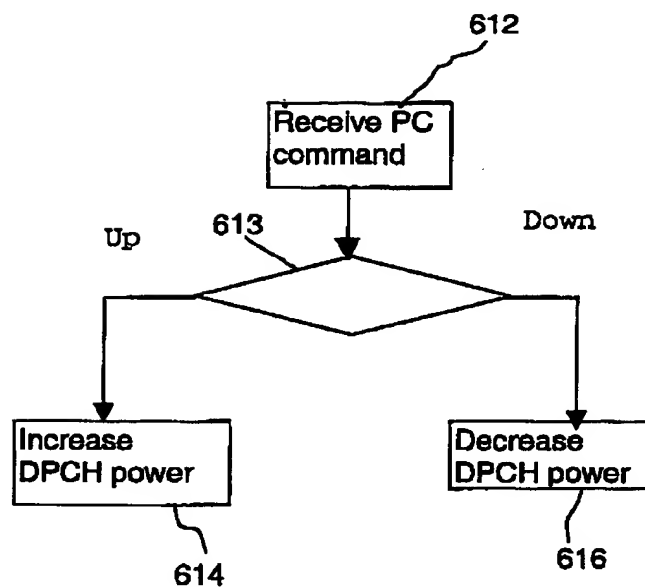 612
Receive PC
command
613
Up
Down
Increase
DPCH power
Decrease
DPCH power
614
616